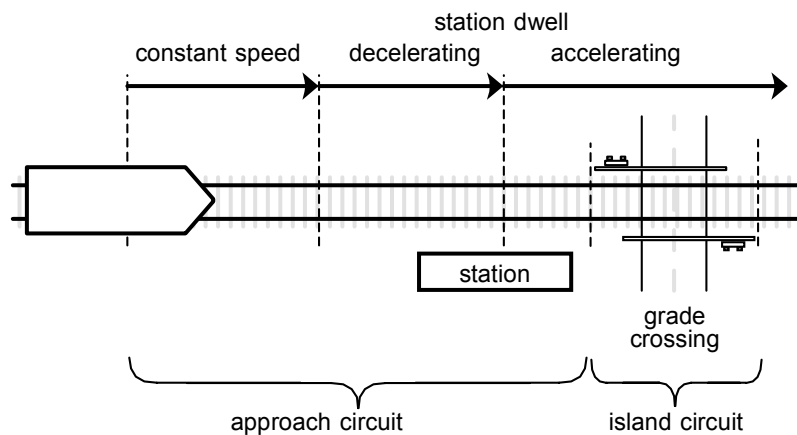 station dwell
constant speed decelerating accelerating
station
grade
crossing
approach circuit island circuit